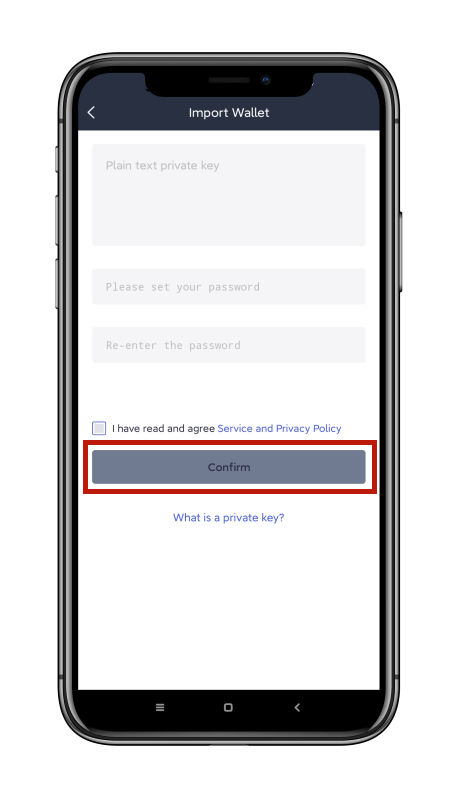 Import Wallet
Plain text private key
Please set your password
Re-enter the password
I have read and agree Service and Privacy Policy
Confirm
What is a private key?